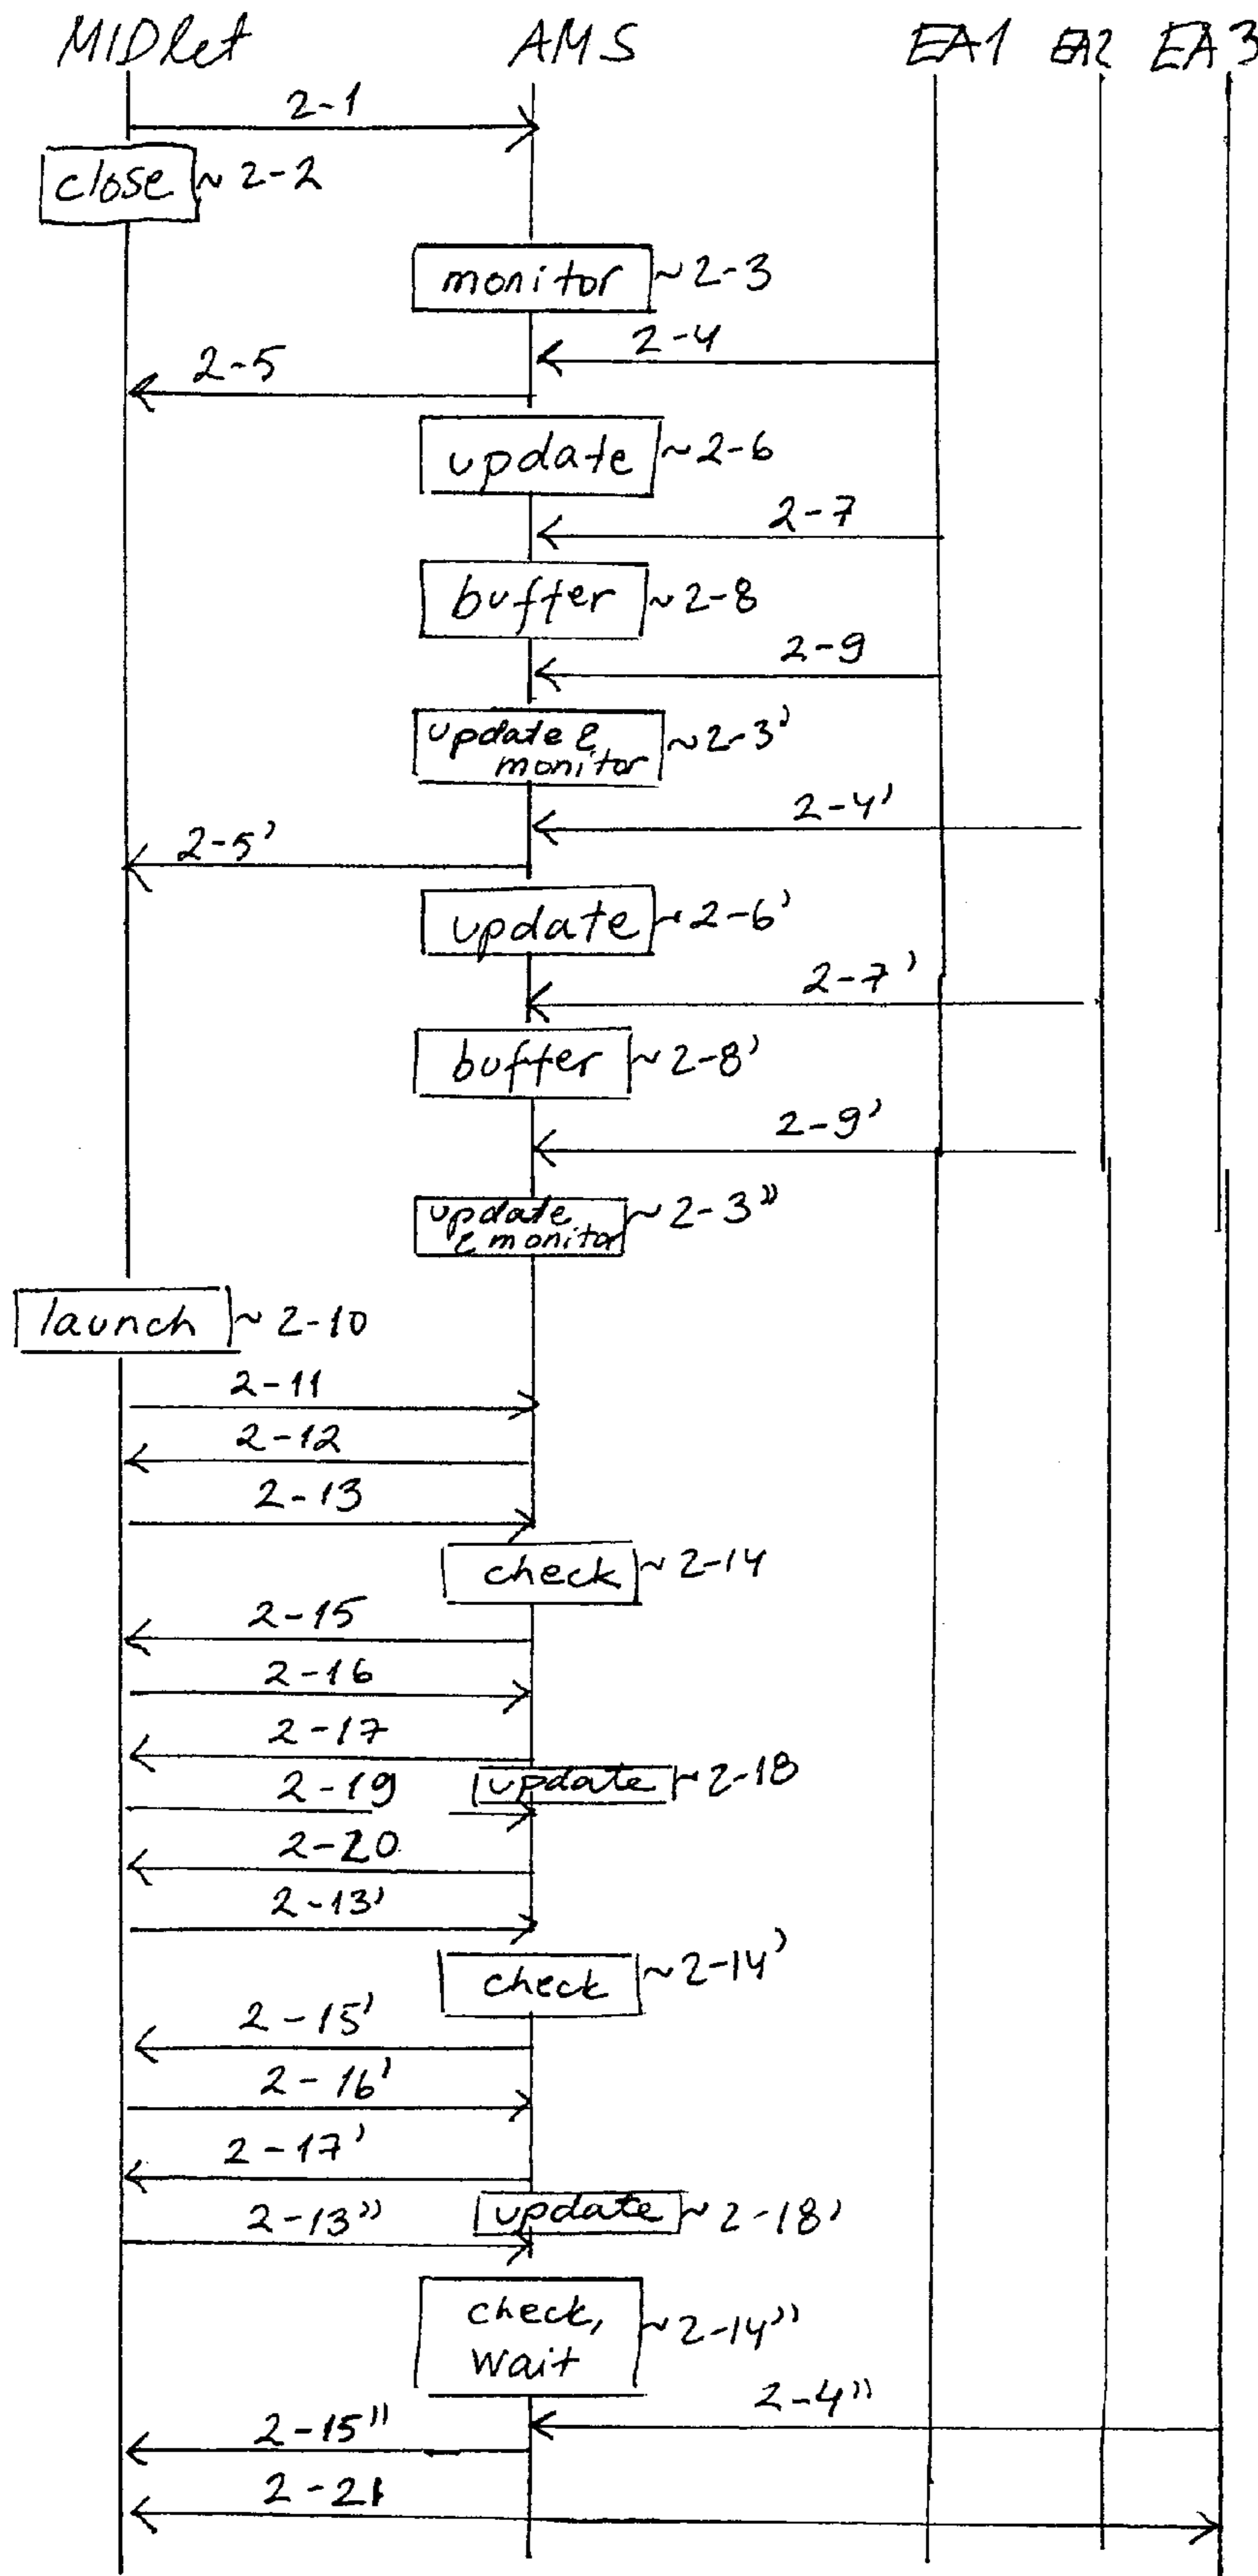 MIDlet AMS EA1 EA2 EA3
2-1
close ~ 2-2
monitor ~ 2-3
2-4
2-5
update ~ 2-6
2-7
buffer ~ 2-8
2-9
update &
monitor ~ 2-3'
2-4'
2-5'
update ~ 2-6'
2-7'
buffer ~ 2-8'
2-9'
update
& monitor ~ 2-3''
launch ~ 2-10
2-11
2-12
2-13
check ~ 2-14
2-15
2-16
2-17
update ~ 2-18
2-19
2-20
2-13'
check ~ 2-14'
2-15'
2-16'
2-17'
update ~ 2-18'
2-13''
check,
wait ~ 2-14''
2-4''
2-15''
2-21